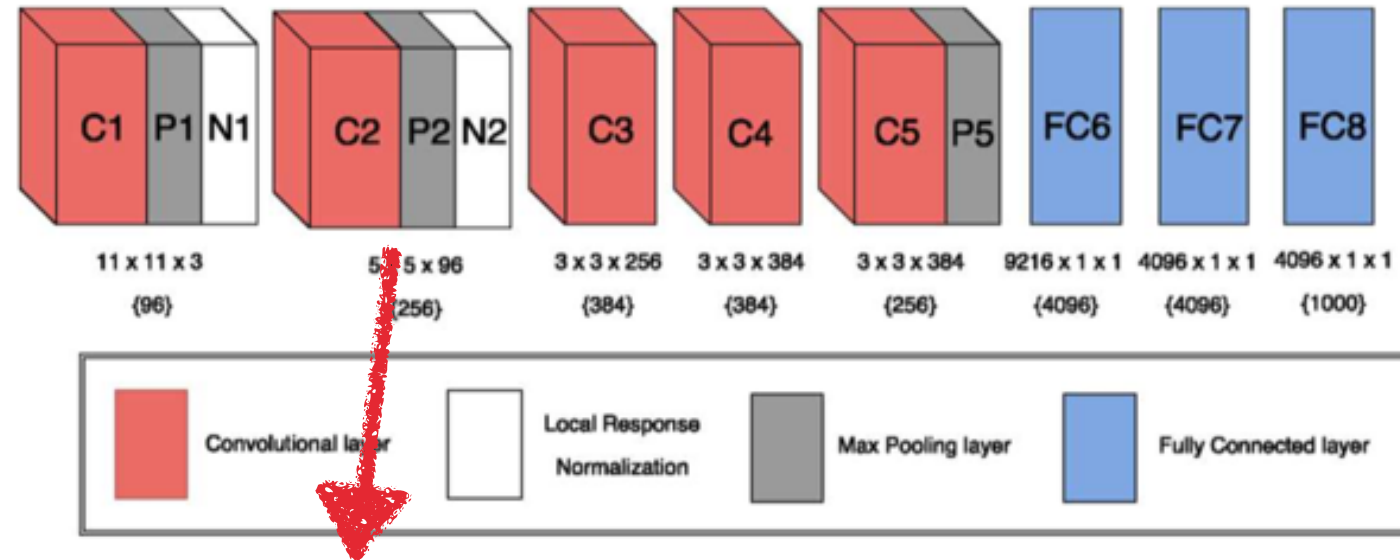 C1 P1 N1 C2 P2 N2 C3 C4 C5 P5 FC6 FC7 FC8
11 x 11 x 3 5 5 x 96 3 x 3 x 256 3 x 3 x 384 3 x 3 x 384 9216 x 1 x 1 4096 x 1 x 1 4096 x 1 x 1
{96} {256} {384} {384} {256} {4096} {4096} {1000}
Convolutional layer
Local Response
Normalization
Max Pooling layer
Fully Connected layer